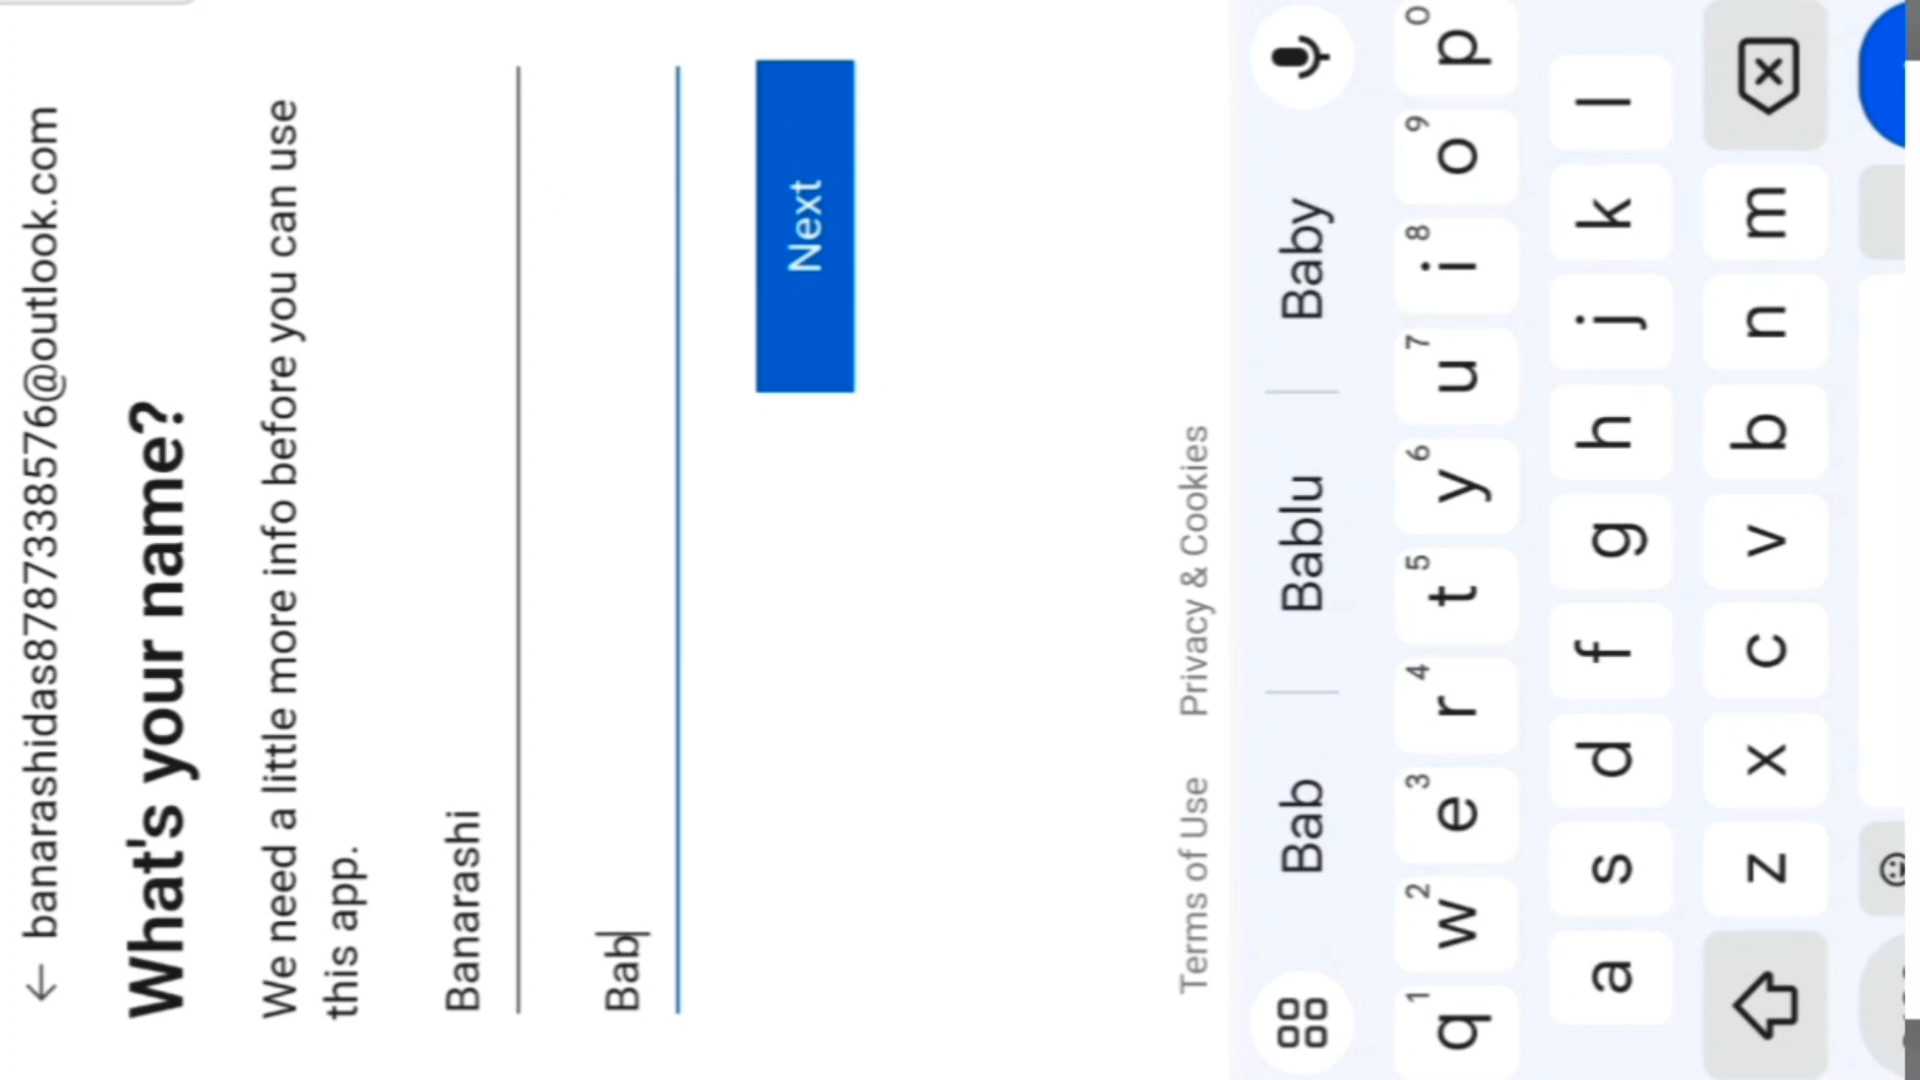 ← banarashidas8787338576@outlook.com
What's your name?
We need a little more info before you can use
this app.
Banarashi
Bab
Next
Terms of Use Privacy & Cookies
Bab Bablu Baby
q 1 w 2 e 3 r 4 t 5 y 6 u 7 i 8 o 9 p 0
a s d f g h j k l
z x c v b n m